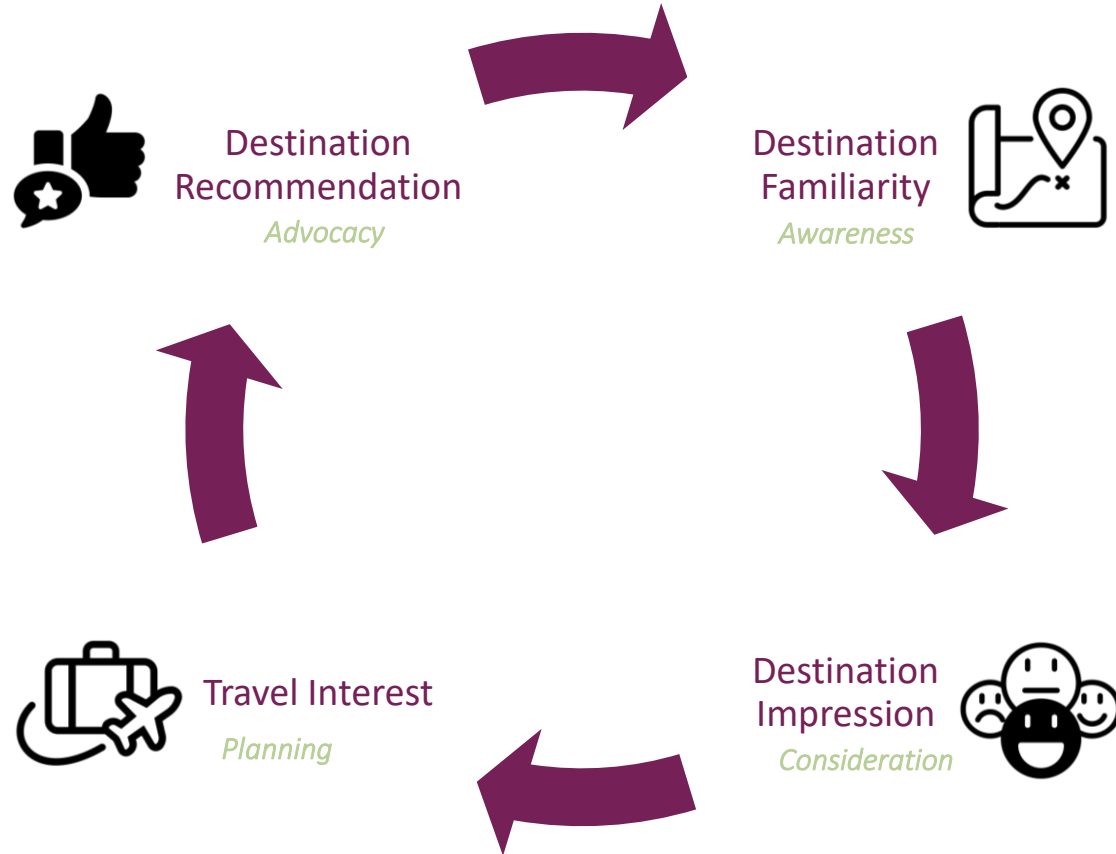 Destination
Recommendation
Advocacy
Destination
Familiarity
Awareness
Travel Interest
Planning
Destination
Impression
Consideration